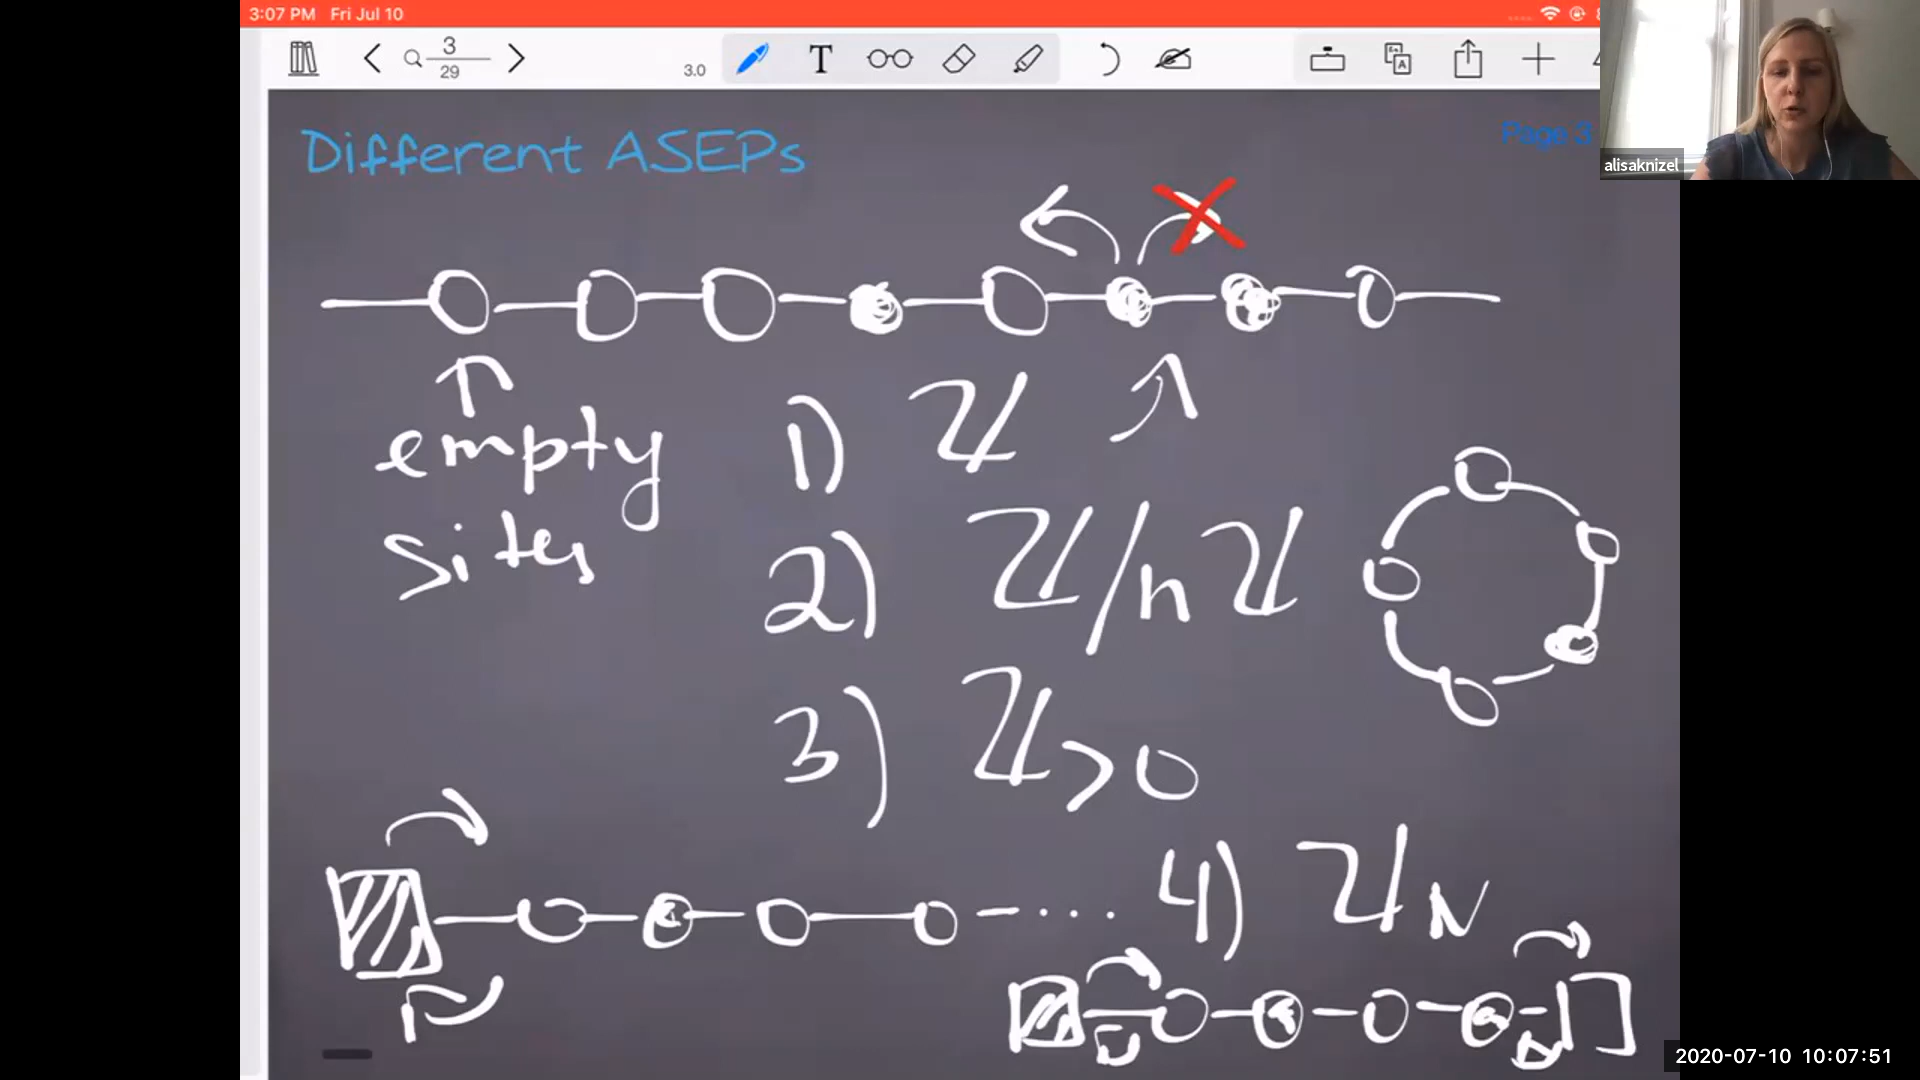 3:07 PM Fri Jul 10
3
29
3.0
T
Different ASEPs
Page 3
alisaknizel
empty
sites
1) ℤ
2) ℤ/nℤ
3) ℤ>0
4) ℤN
2020-07-10 10:07:51